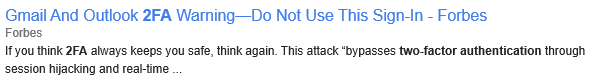 Gmail And Outlook 2FA Warning—Do Not Use This Sign-In - Forbes
Forbes
If you think 2FA always keeps you safe, think again. This attack “bypasses two-factor authentication through
session hijacking and real-time ...